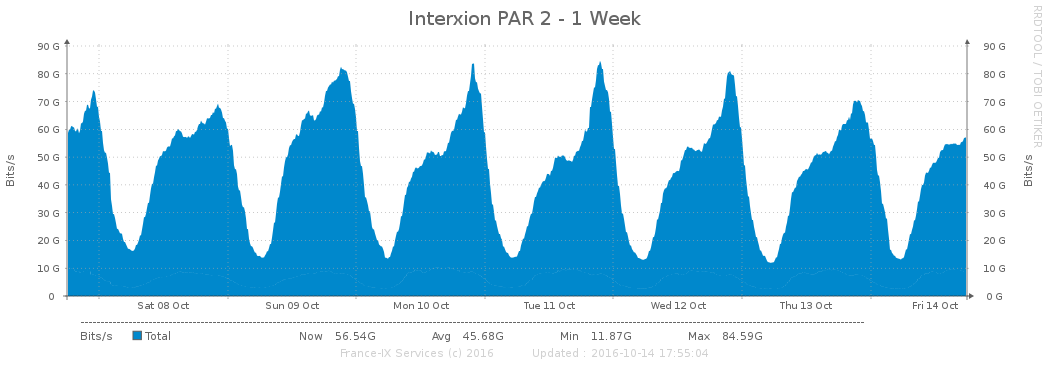 Interxion PAR 2 - 1 Week
RRDTOOL / TOBI OETIKER
Bits/s
90 G 90 G
80 G 80 G
70 G 70 G
60 G 60 G
50 G 50 G
40 G 40 G
30 G 30 G
20 G 20 G
10 G 10 G
0 0 G
Bits/s
Sat 08 Oct Sun 09 Oct Mon 10 Oct Tue 11 Oct Wed 12 Oct Thu 13 Oct Fri 14 Oct
Bits/s Total Now 56.54G Avg 45.68G Min 11.87G Max 84.59G
France-IX Services (c) 2016 Updated : 2016-10-14 17:55:04